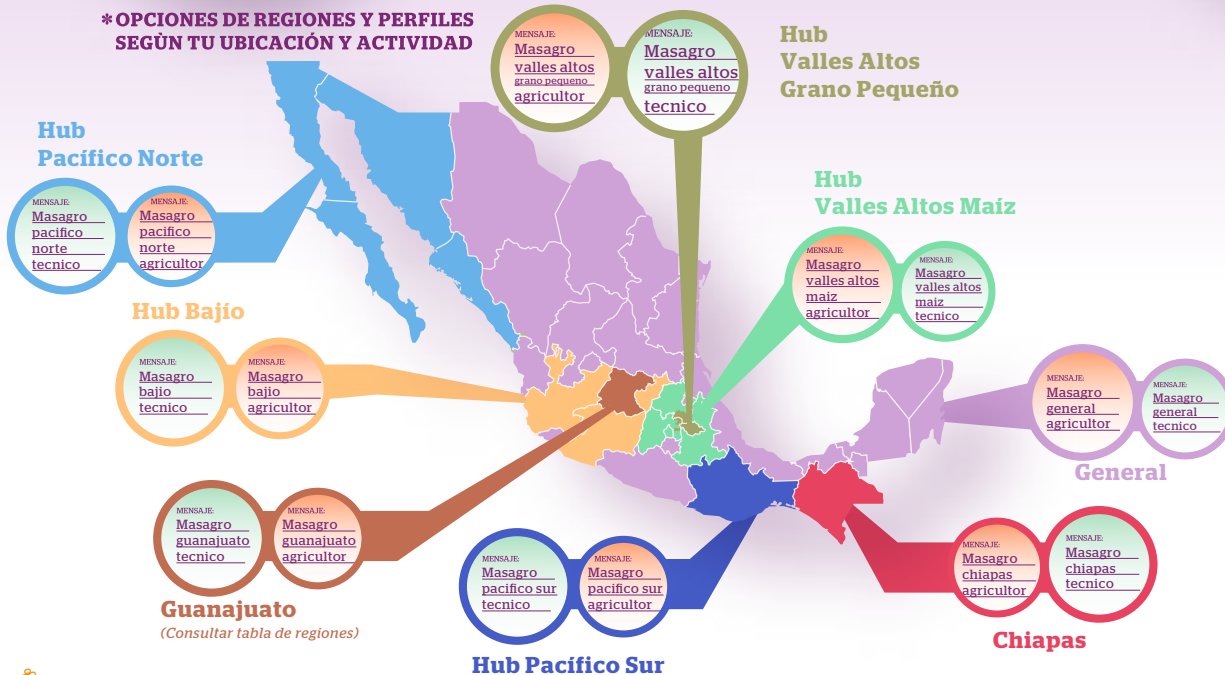 *OPCIONES DE REGIONES Y PERFILES
SEGÙN TU UBICACIÓN Y ACTIVIDAD
MENSAJE:
Masagro
valles altos
grano pequeno
agricultor
MENSAJE:
Masagro
valles altos
grano pequeno
tecnico
Hub
Valles Altos
Grano Pequeño
Hub
Pacífico Norte
MENSAJE:
Masagro
pacifico
norte
tecnico
MENSAJE:
Masagro
pacifico
norte
agricultor
Hub
Valles Altos Maíz
MENSAJE:
Masagro
valles altos
maiz
agricultor
MENSAJE:
Masagro
valles altos
maiz
tecnico
Hub Bajío
MENSAJE:
Masagro
bajio
tecnico
MENSAJE:
Masagro
bajio
agricultor
MENSAJE:
Masagro
general
agricultor
MENSAJE:
Masagro
general
tecnico
General
MENSAJE:
Masagro
guanajuato
tecnico
MENSAJE:
Masagro
guanajuato
agricultor
Guanajuato
(Consultar tabla de regiones)
MENSAJE:
Masagro
pacifico sur
tecnico
MENSAJE:
Masagro
pacifico sur
agricultor
Hub Pacífico Sur
MENSAJE:
Masagro
chiapas
agricultor
MENSAJE:
Masagro
chiapas
tecnico
Chiapas